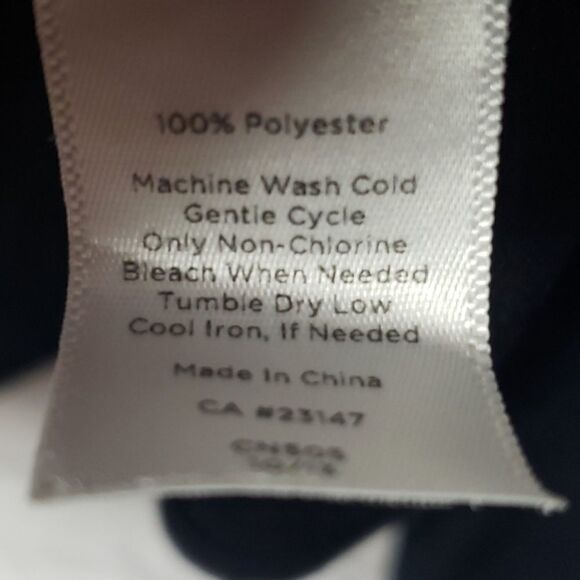 100% Polyester
Machine Wash Cold
Gentle Cycle
Only Non-Chlorine
Bleach When Needed
Tumble Dry Low
Cool Iron, If Needed
Made In China
CA #23147